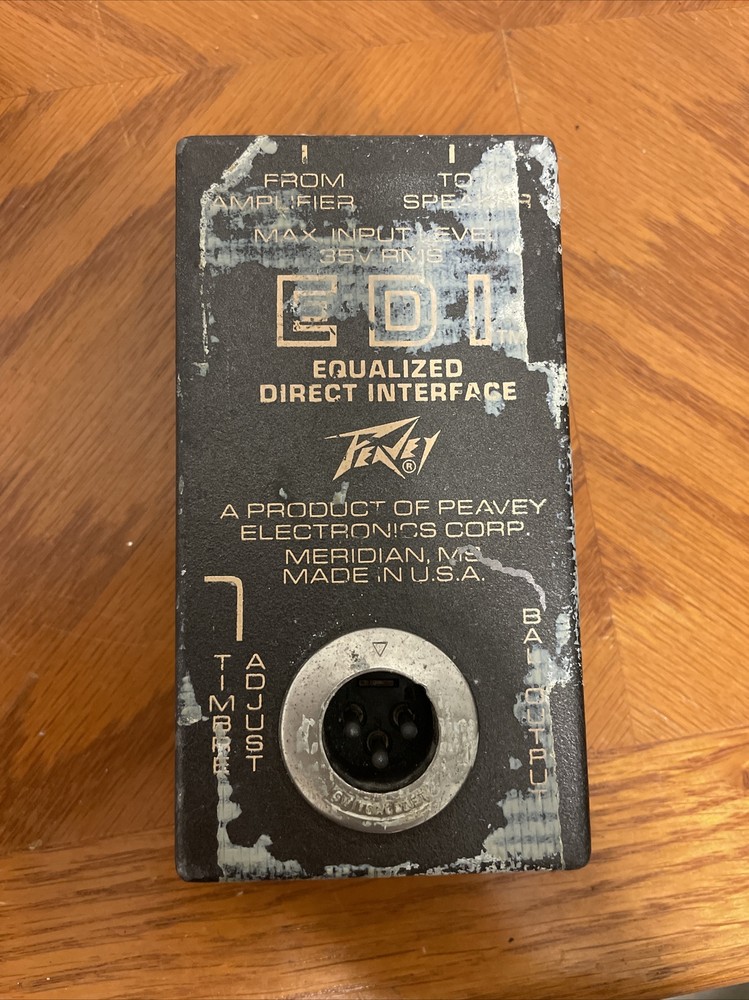 FROM AMPLIFIER
TO SPEAKER
MAX INPUT LEVEL
35V RMS
EDI
EQUALIZED
DIRECT INTERFACE
PEAVEY ®
A PRODUCT OF PEAVEY
ELECTRONICS CORP.
MERIDIAN, MS
MADE IN U.S.A.
TIMBRE
ADJUST
BAL OUTPUT
SWITCHCRAFT